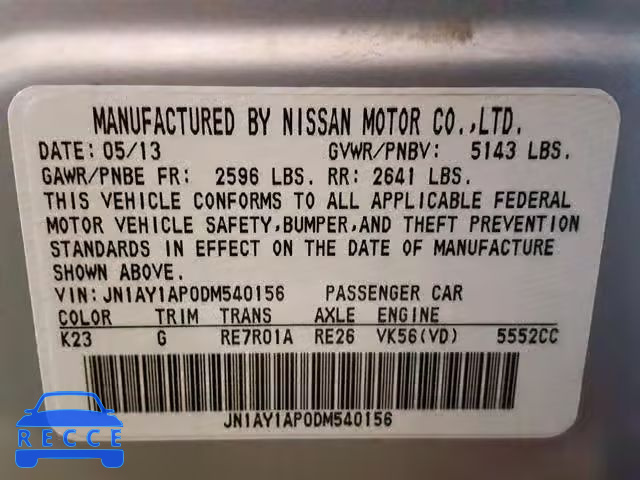 MANUFACTURED BY NISSAN MOTOR CO.,LTD.
DATE: 05/13 GVWR/PNBV: 5143 LBS.
GAWR/PNBE FR: 2596 LBS. RR: 2641 LBS.
THIS VEHICLE CONFORMS TO ALL APPLICABLE FEDERAL
MOTOR VEHICLE SAFETY,BUMPER,AND THEFT PREVENTION
STANDARDS IN EFFECT ON THE DATE OF MANUFACTURE
SHOWN ABOVE.
VIN:JN1AY1AP0DM540156 PASSENGER CAR
COLOR TRIM TRANS AXLE ENGINE
K23 G RE7R01A RE26 VK56(VD) 5552CC
JN1AY1AP0DM540156
RECCE